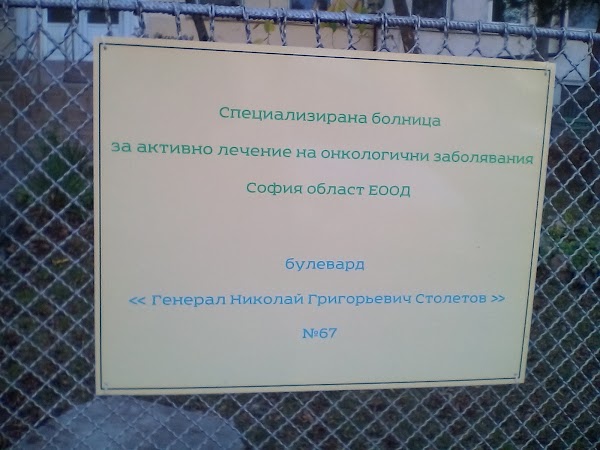 Специализирана болница
за активно лечение на онкологични заболявания
София област ЕООД
булевард
<< Генерал Николай Григорьевич Столетов >>
№67